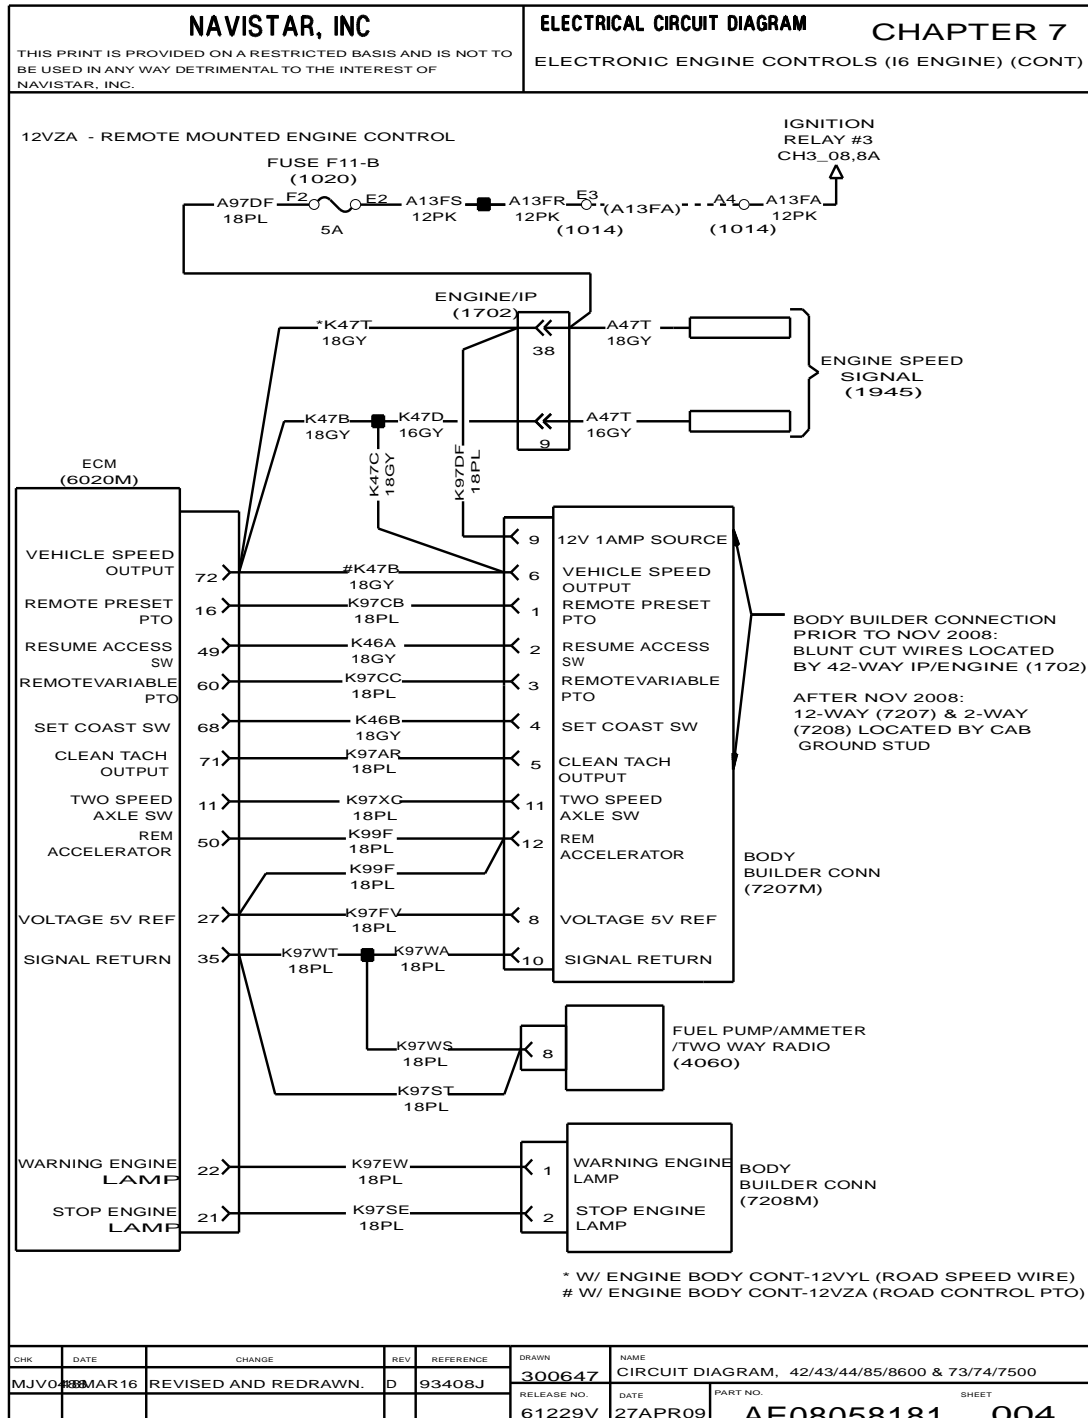 NAVISTAR, INC
THIS PRINT IS PROVIDED ON A RESTRICTED BASIS AND IS NOT TO
BE USED IN ANY WAY DETRIMENTAL TO THE INTEREST OF
NAVISTAR, INC.
ELECTRICAL CIRCUIT DIAGRAM
CHAPTER 7
ELECTRONIC ENGINE CONTROLS (I6 ENGINE) (CONT)
12VZA - REMOTE MOUNTED ENGINE CONTROL
IGNITION
RELAY #3
CH3_08,8A
FUSE F11-B
(1020)
A97DF
18PL
F2
E2
5A
A13FS
12PK
A13FR
12PK
E3
(1014)
(A13FA)
A4
(1014)
A13FA
12PK
ENGINE/IP
(1702)
*K47T
18GY
38
A47T
18GY
ENGINE SPEED
SIGNAL
(1945)
K47B
18GY
K47D
16GY
9
A47T
16GY
K47C
18GY
K97DF
18PL
ECM
(6020M)
9 12V 1AMP SOURCE
VEHICLE SPEED
OUTPUT
72
#K47B
18GY
6 VEHICLE SPEED
OUTPUT
REMOTE PRESET
PTO
16
K97CB
18PL
1 REMOTE PRESET
PTO
RESUME ACCESS
SW
49
K46A
18GY
2 RESUME ACCESS
SW
REMOTEVARIABLE
PTO
60
K97CC
18PL
3 REMOTEVARIABLE
PTO
SET COAST SW
68
K46B
18GY
4 SET COAST SW
CLEAN TACH
OUTPUT
71
K97AR
18PL
5 CLEAN TACH
OUTPUT
TWO SPEED
AXLE SW
11
K97XC
18PL
11 TWO SPEED
AXLE SW
REM
ACCELERATOR
50
K99F
18PL
12 REM
ACCELERATOR
K99F
18PL
VOLTAGE 5V REF
27
K97FV
18PL
8 VOLTAGE 5V REF
SIGNAL RETURN
35
K97WT
18PL
K97WA
18PL
10 SIGNAL RETURN
BODY BUILDER CONNECTION
PRIOR TO NOV 2008:
BLUNT CUT WIRES LOCATED
BY 42-WAY IP/ENGINE (1702)
AFTER NOV 2008:
12-WAY (7207) & 2-WAY
(7208) LOCATED BY CAB
GROUND STUD
BODY
BUILDER CONN
(7207M)
K97WS
18PL
8
FUEL PUMP/AMMETER
/TWO WAY RADIO
(4060)
K97ST
18PL
WARNING ENGINE
LAMP
22
K97EW
18PL
1 WARNING ENGINE
LAMP
STOP ENGINE
LAMP
21
K97SE
18PL
2 STOP ENGINE
LAMP
BODY
BUILDER CONN
(7208M)
* W/ ENGINE BODY CONT-12VYL (ROAD SPEED WIRE)
# W/ ENGINE BODY CONT-12VZA (ROAD CONTROL PTO)
CHK DATE CHANGE REV REFERENCE
REVISED AND REDRAWN. D 93408J
DRAWN
300647
NAME
CIRCUIT DIAGRAM, 42/43/44/85/8600 & 73/74/7500
RELEASE NO.
61229V
DATE
27APR09
PART NO.
AE08058181
SHEET
004